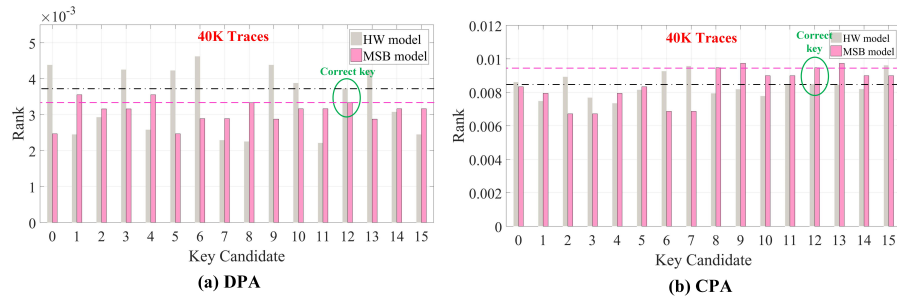 ×10⁻³
40K Traces
HW model
MSB model
Correct key
Rank
5
4
3
2
1
0
0 1 2 3 4 5 6 7 8 9 10 11 12 13 14 15
Key Candidate
(a) DPA
40K Traces
Correct
key
HW model
MSB model
Rank
0.012
0.01
0.008
0.006
0.004
0.002
0
0 1 2 3 4 5 6 7 8 9 10 11 12 13 14 15
Key Candidate
(b) CPA